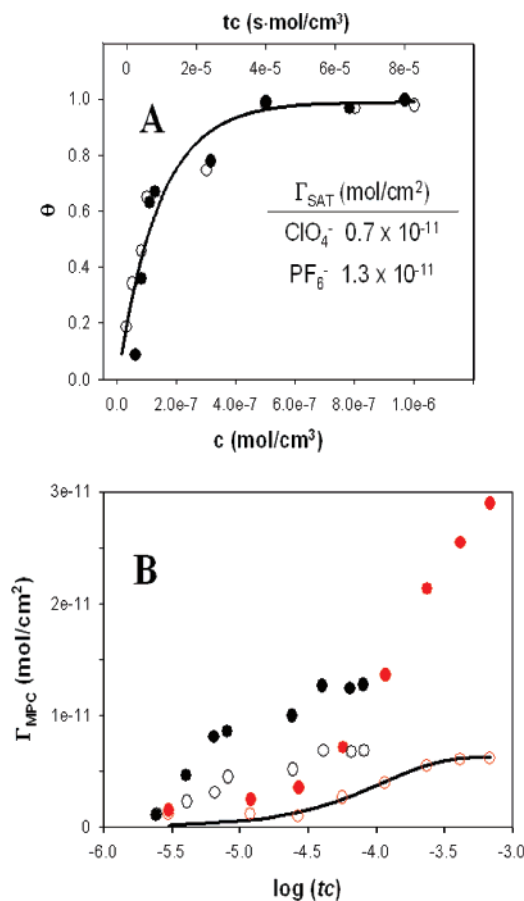 tc (s·mol/cm³)
0 2e-5 4e-5 6e-5 8e-5
A
1.0
0.8
0.6
0.4
0.2
0.0
θ
ΓSAT (mol/cm²)
ClO₄⁻ 0.7 x 10⁻¹¹
PF₆⁻ 1.3 x 10⁻¹¹
0.0 2.0e-7 4.0e-7 6.0e-7 8.0e-7 1.0e-6
c (mol/cm³)
B
3e-11
2e-11
1e-11
0
ΓMPC (mol/cm²)
-6.0 -5.5 -5.0 -4.5 -4.0 -3.5 -3.0
log (tc)